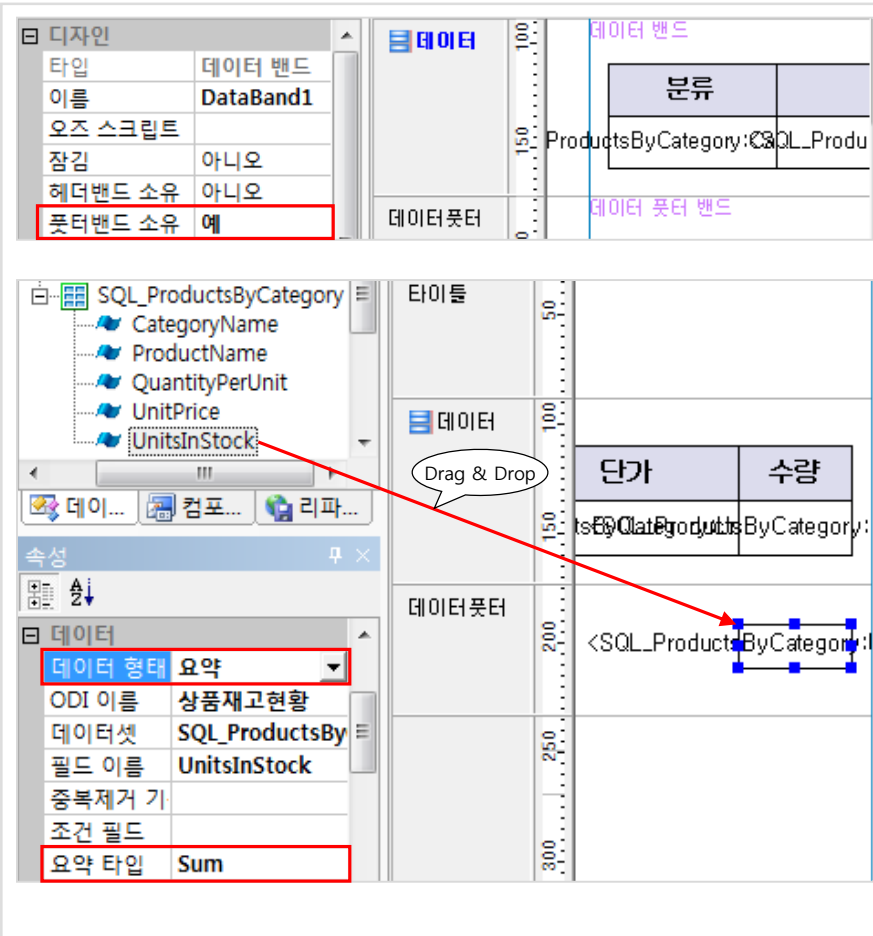 디자인
타입 데이터 밴드
이름 DataBand1
오즈 스크립트
잠김 아니오
헤더밴드 소유 아니오
풋터밴드 소유 예
데이터
데이터풋터
100
150
데이터 밴드
분류
ProductsByCategory:
QL_Produ
데이터 풋터 밴드
SQL_ProductsByCategory
CategoryName
ProductName
QuantityPerUnit
UnitPrice
UnitsInStock
데이... 컴포... 리파...
속성
데이터
데이터 형태 요약
ODI 이름 상품재고현황
데이터셋 SQL_ProductsBy
필드 이름 UnitsInStock
중복제거 기
조건 필드
요약 타입 Sum
타이틀
데이터
Drag & Drop
데이터풋터
50
100
150
200
250
300
단가 수량
ByCategory:
<SQL_ProductsByCategory: